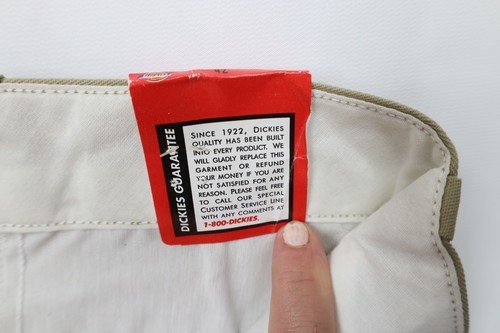 DICKIES GUARANTEE
SINCE 1922, DICKIES
QUALITY HAS BEEN BUILT
INTO EVERY PRODUCT. WE
WILL GLADLY REPLACE THIS
GARMENT OR REFUND
YOUR MONEY IF YOU ARE
NOT SATISFIED FOR ANY
REASON. PLEASE FEEL FREE
TO CALL OUR SPECIAL
CUSTOMER SERVICE LINE
WITH ANY COMMENTS AT
1-800-DICKIES.